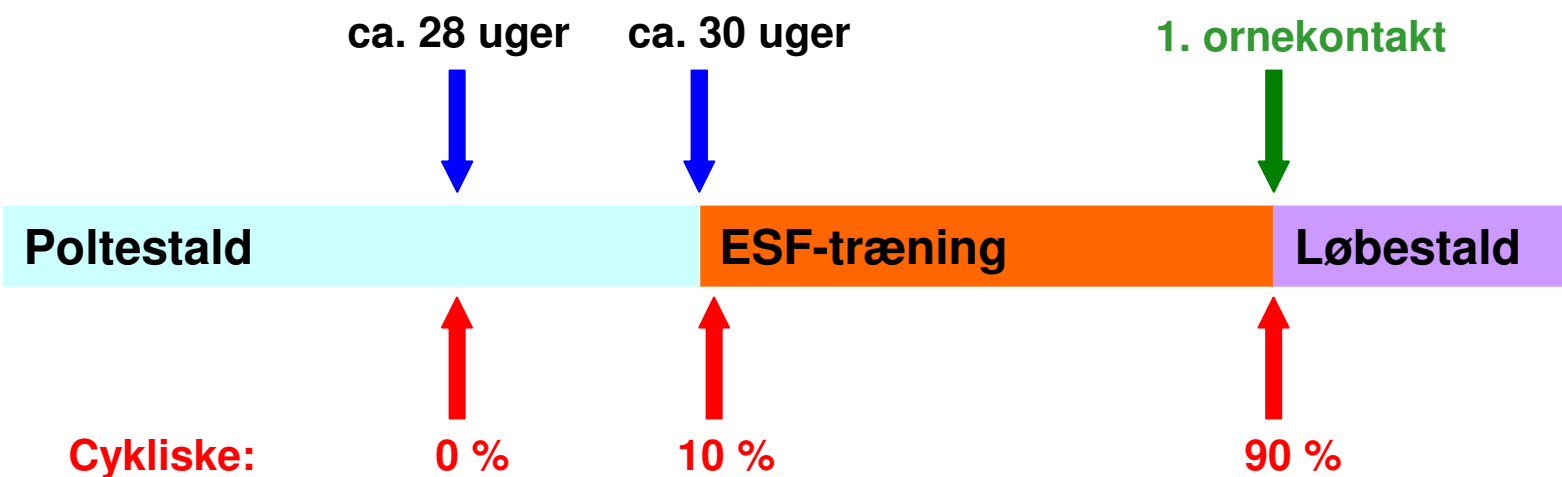 ca. 28 uger ca. 30 uger 1. ornekontakt
Poltestald ESF-træning Løbestald
Cykliske: 0 % 10 % 90 %